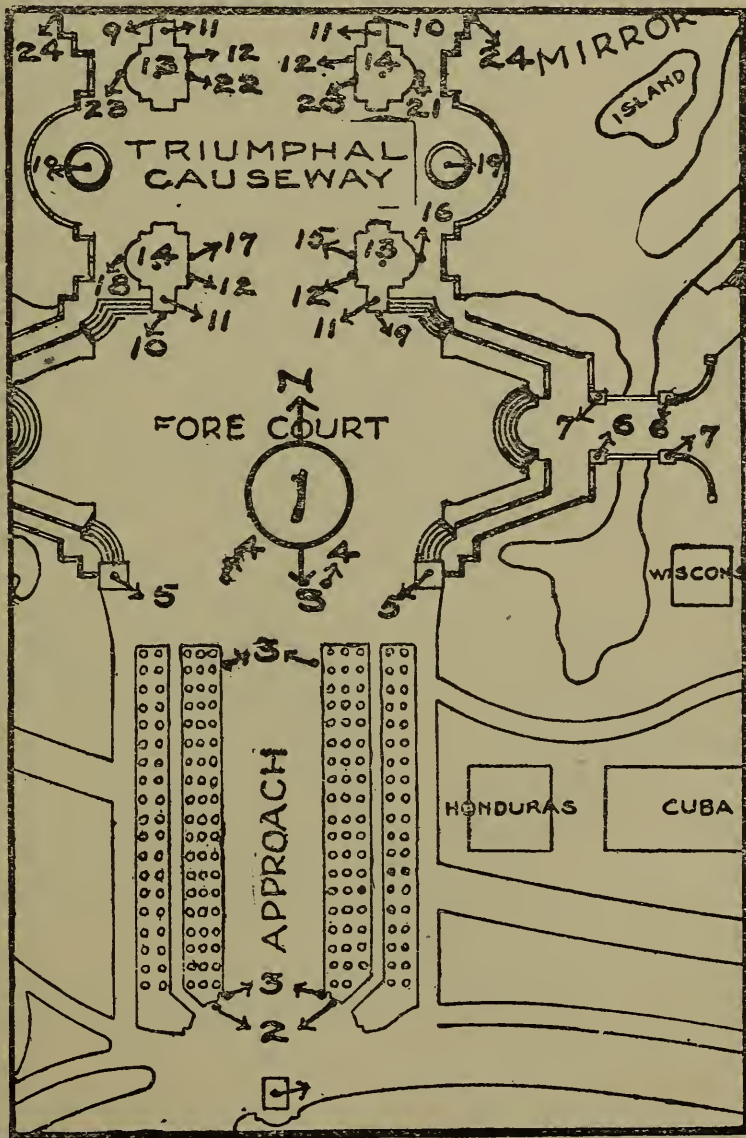 24 9 11 11 10 24 MIRROR
13 12 12 14
23 22 20 21 ISLAND
TRIUMPHAL
CAUSEWAY
19 19
16
14 17 15 13
18 12 12
10 11 11 9
N
FORE COURT
7 6 6 7
1
4 4
5 8 5
WISCONS
3 3
APPROACH
HONDURAS CUBA
3
2